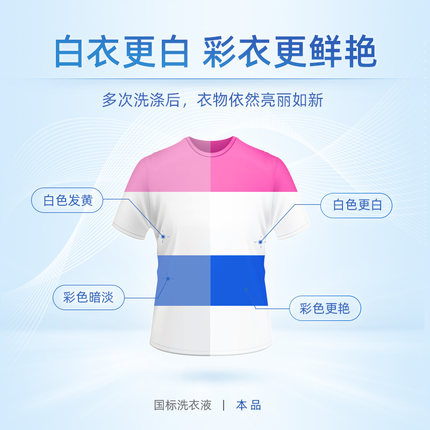 白衣更白 彩衣更鲜艳
多次洗涤后，衣物依然亮丽如新
白色发黄
白色更白
彩色暗淡
彩色更艳
国标洗衣液 | 本品